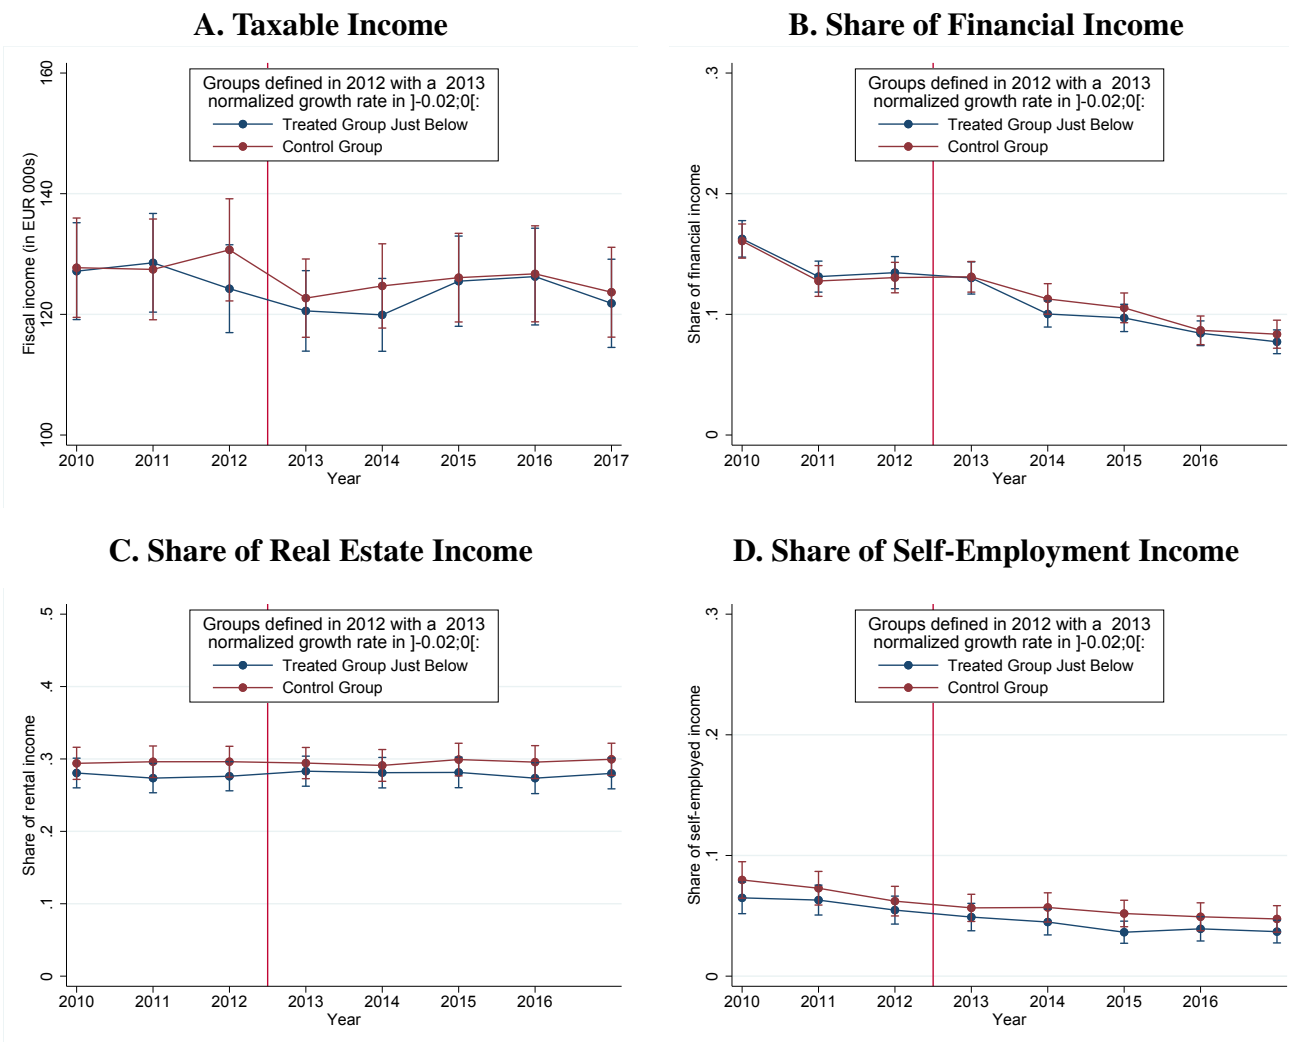 A. Taxable Income
Fiscal income (in EUR 000s)
160
140
120
100
Groups defined in 2012 with a 2013
normalized growth rate in ]-0.02;0[:
Treated Group Just Below
Control Group
2010 2011 2012 2013 2014 2015 2016 2017
Year
B. Share of Financial Income
Share of financial income
.3
.2
.1
0
Groups defined in 2012 with a 2013
normalized growth rate in ]-0.02;0[:
Treated Group Just Below
Control Group
2010 2011 2012 2013 2014 2015 2016
Year
C. Share of Real Estate Income
Share of rental income
.5
.4
.3
.2
.1
0
Groups defined in 2012 with a 2013
normalized growth rate in ]-0.02;0[:
Treated Group Just Below
Control Group
2010 2011 2012 2013 2014 2015 2016
Year
D. Share of Self-Employment Income
Share of self-employed income
.3
.2
.1
0
Groups defined in 2012 with a 2013
normalized growth rate in ]-0.02;0[:
Treated Group Just Below
Control Group
2010 2011 2012 2013 2014 2015 2016
Year